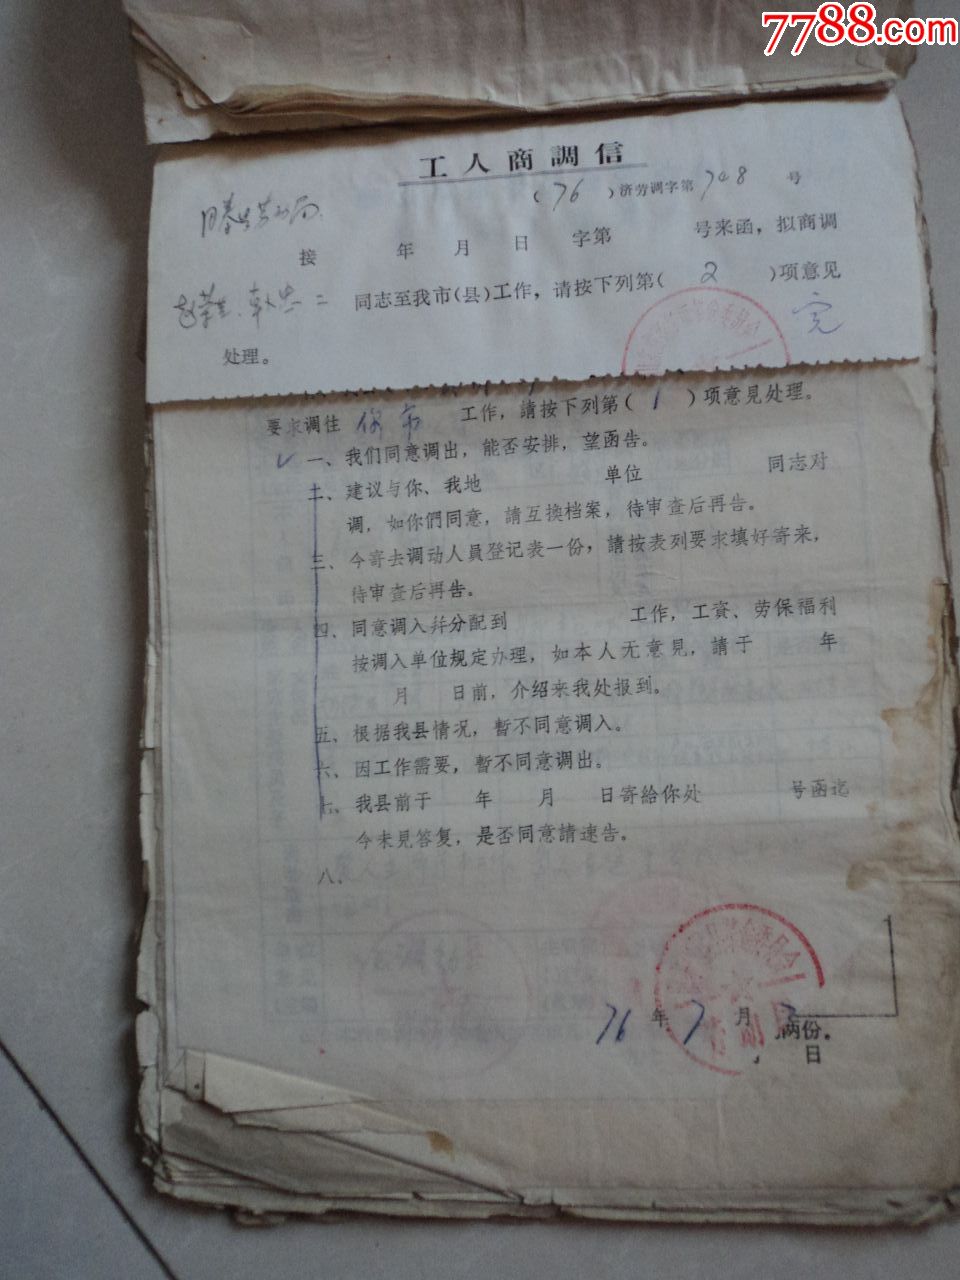 7788.com
工人商調信
（76）济劳调字第708号
接 年 月 日 字第 号来函，拟商调
同志至我市(县)工作，请按下列第(2)项意见
完
处理。
要求调往你市 工作，請按下列第(1)项意見处理。
✓一、我们同意调出，能否安排，望函告。
二、建议与你、我地 单位 同志对
调，如你們同意，請互換档案，待审查后再告。
三、今寄去调动人員登记表一份，請按表列要求填好寄来，
待审查后再告。
四、同意调入幷分配到 工作，工資、劳保福利
按调入单位规定办理，如本人无意见，請于 年
月 日前，介绍来我处报到。
五、根据我县情况，暫不同意调入。
六、因工作需要，暫不同意调出。
七、我县前于 年 月 日寄給你处 号函迄
今未見答复，是否同意請速告。
八、
76年7月
两份。
日